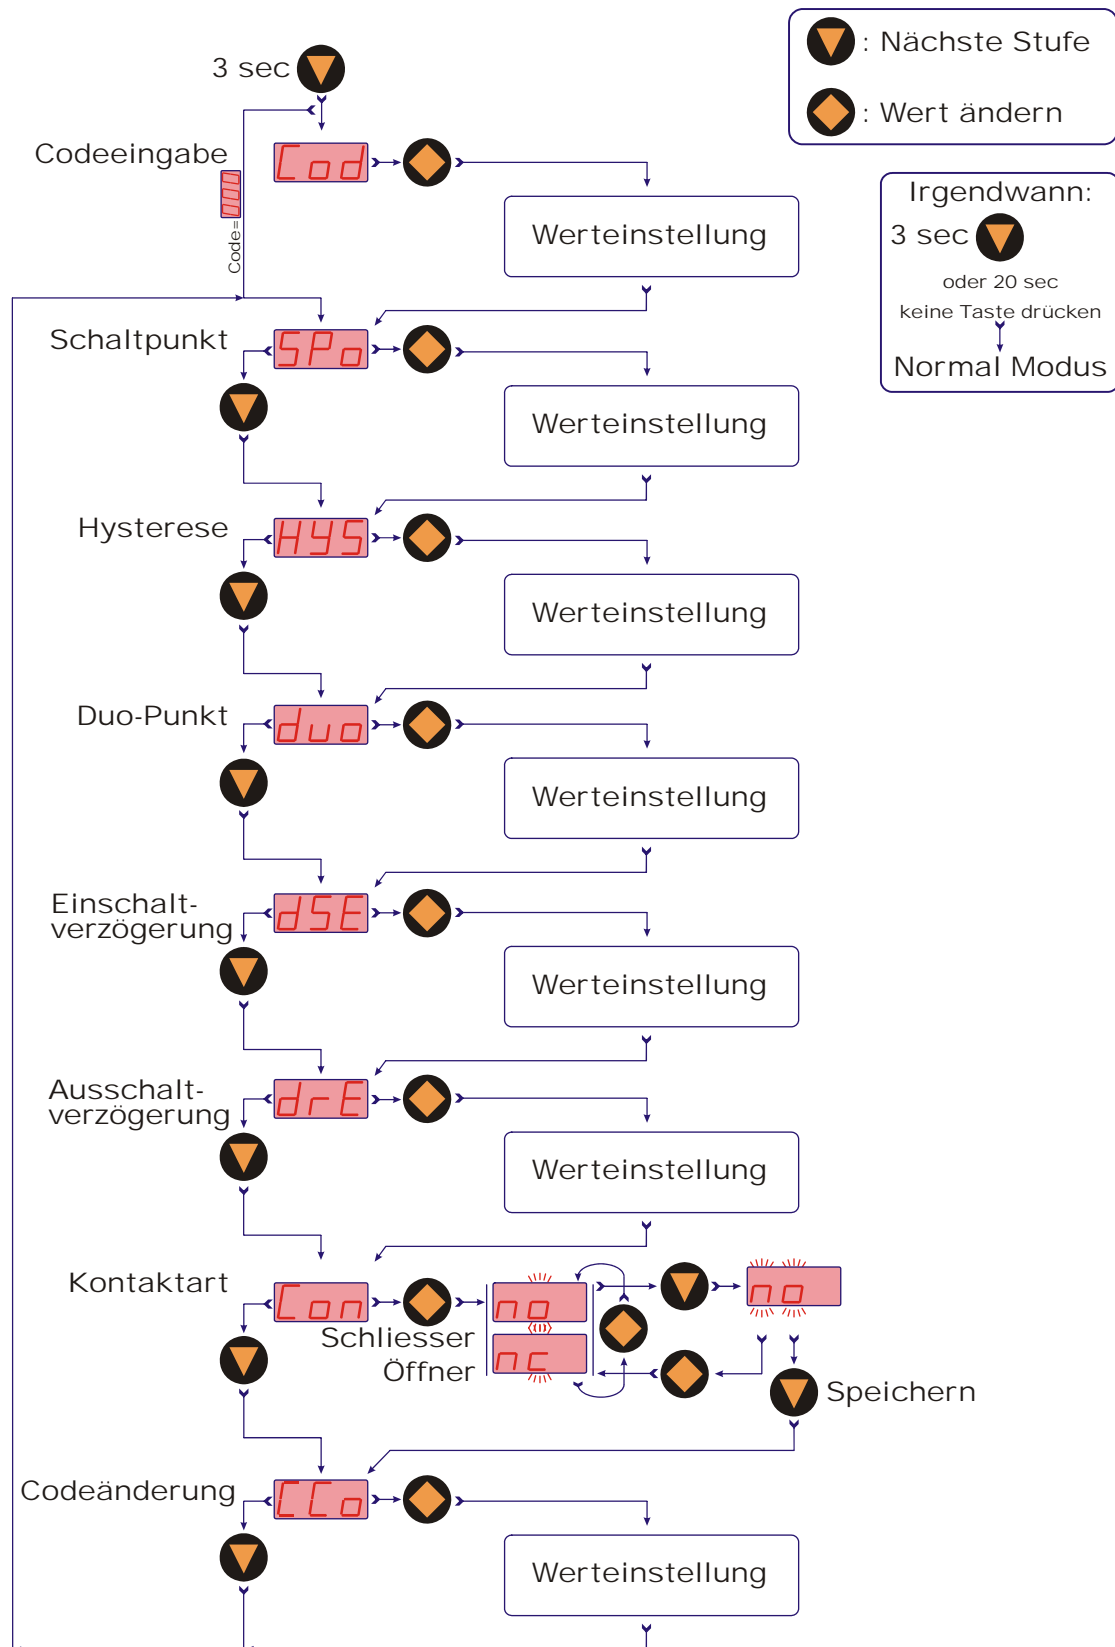 3 sec
: Nächste Stufe
: Wert ändern
Codeeingabe
Cod
Code=
000
Werteinstellung
Irgendwann:
3 sec
oder 20 sec
keine Taste drücken
Normal Modus
Schaltpunkt
SPo
Werteinstellung
Hysterese
HYS
Werteinstellung
Duo-Punkt
duo
Werteinstellung
Einschalt-
verzögerung
dSE
Werteinstellung
Ausschalt-
verzögerung
drE
Werteinstellung
Kontaktart
Con
no
no
Schliesser
Öffner
nc
Speichern
Codeänderung
CCo
Werteinstellung